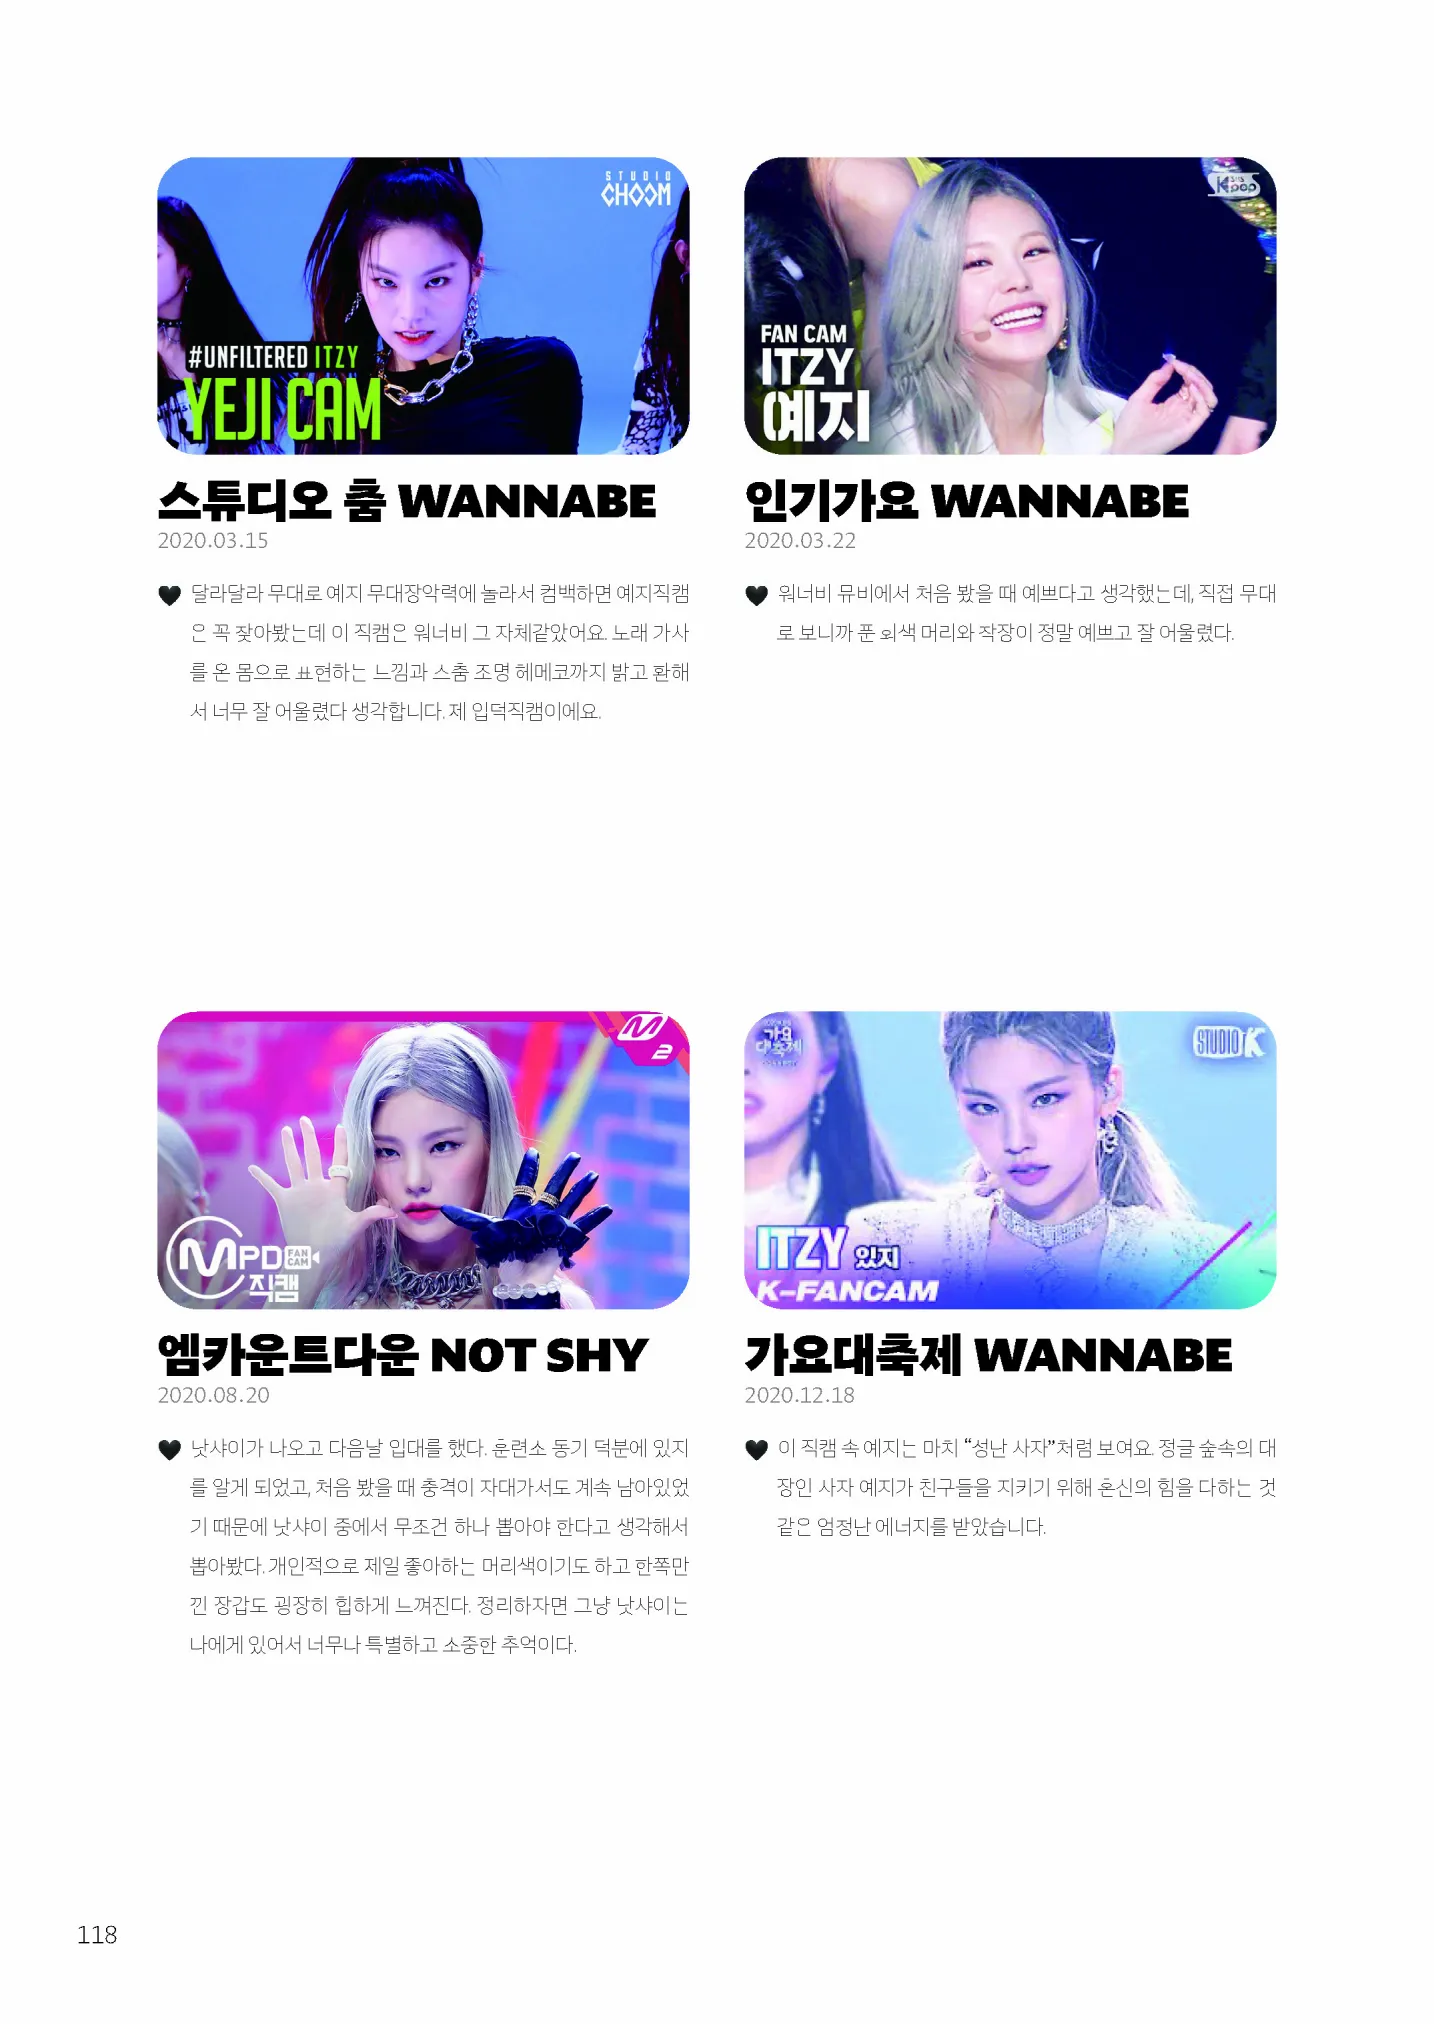 STUDIO
CHOOM
#UNFILTERED ITZY
YEJI CAM
스튜디오 춤 WANNABE
2020.03.15
🖤 달라달라 무대로 예지 무대장악력에 놀라서 컴백하면 예지직캠
은 꼭 찾아봤는데 이 직캠은 워너비 그 자체같았어요. 노래 가사
를 온 몸으로 표현하는 느낌과 스춤 조명 헤메코까지 밝고 환해
서 너무 잘 어울렸다 생각합니다. 제 입덕직캠이에요.
SBS
Kpop
FAN CAM
ITZY
예지
인기가요 WANNABE
2020.03.22
🖤 워너비 뮤비에서 처음 봤을 때 예쁘다고 생각했는데, 직접 무대
로 보니까 푼 회색 머리와 착장이 정말 예쁘고 잘 어울렸다.
M
2
MPD FAN CAM
직캠
엠카운트다운 NOT SHY
2020.08.20
🖤 낫샤이가 나오고 다음날 입대를 했다. 훈련소 동기 덕분에 있지
를 알게 되었고, 처음 봤을 때 충격이 자대가서도 계속 남아있었
기 때문에 낫샤이 중에서 무조건 하나 뽑아야 한다고 생각해서
뽑아봤다. 개인적으로 제일 좋아하는 머리색이기도 하고 한쪽만
낀 장갑도 굉장히 힙하게 느껴진다. 정리하자면 그냥 낫샤이는
나에게 있어서 너무나 특별하고 소중한 추억이다.
가요
대축제
STUDIO K
ITZY 있지
K-FANCAM
가요대축제 WANNABE
2020.12.18
🖤 이 직캠 속 예지는 마치 “성난 사자”처럼 보여요. 정글 숲속의 대
장인 사자 예지가 친구들을 지키기 위해 혼신의 힘을 다하는 것
같은 엄청난 에너지를 받았습니다.
118